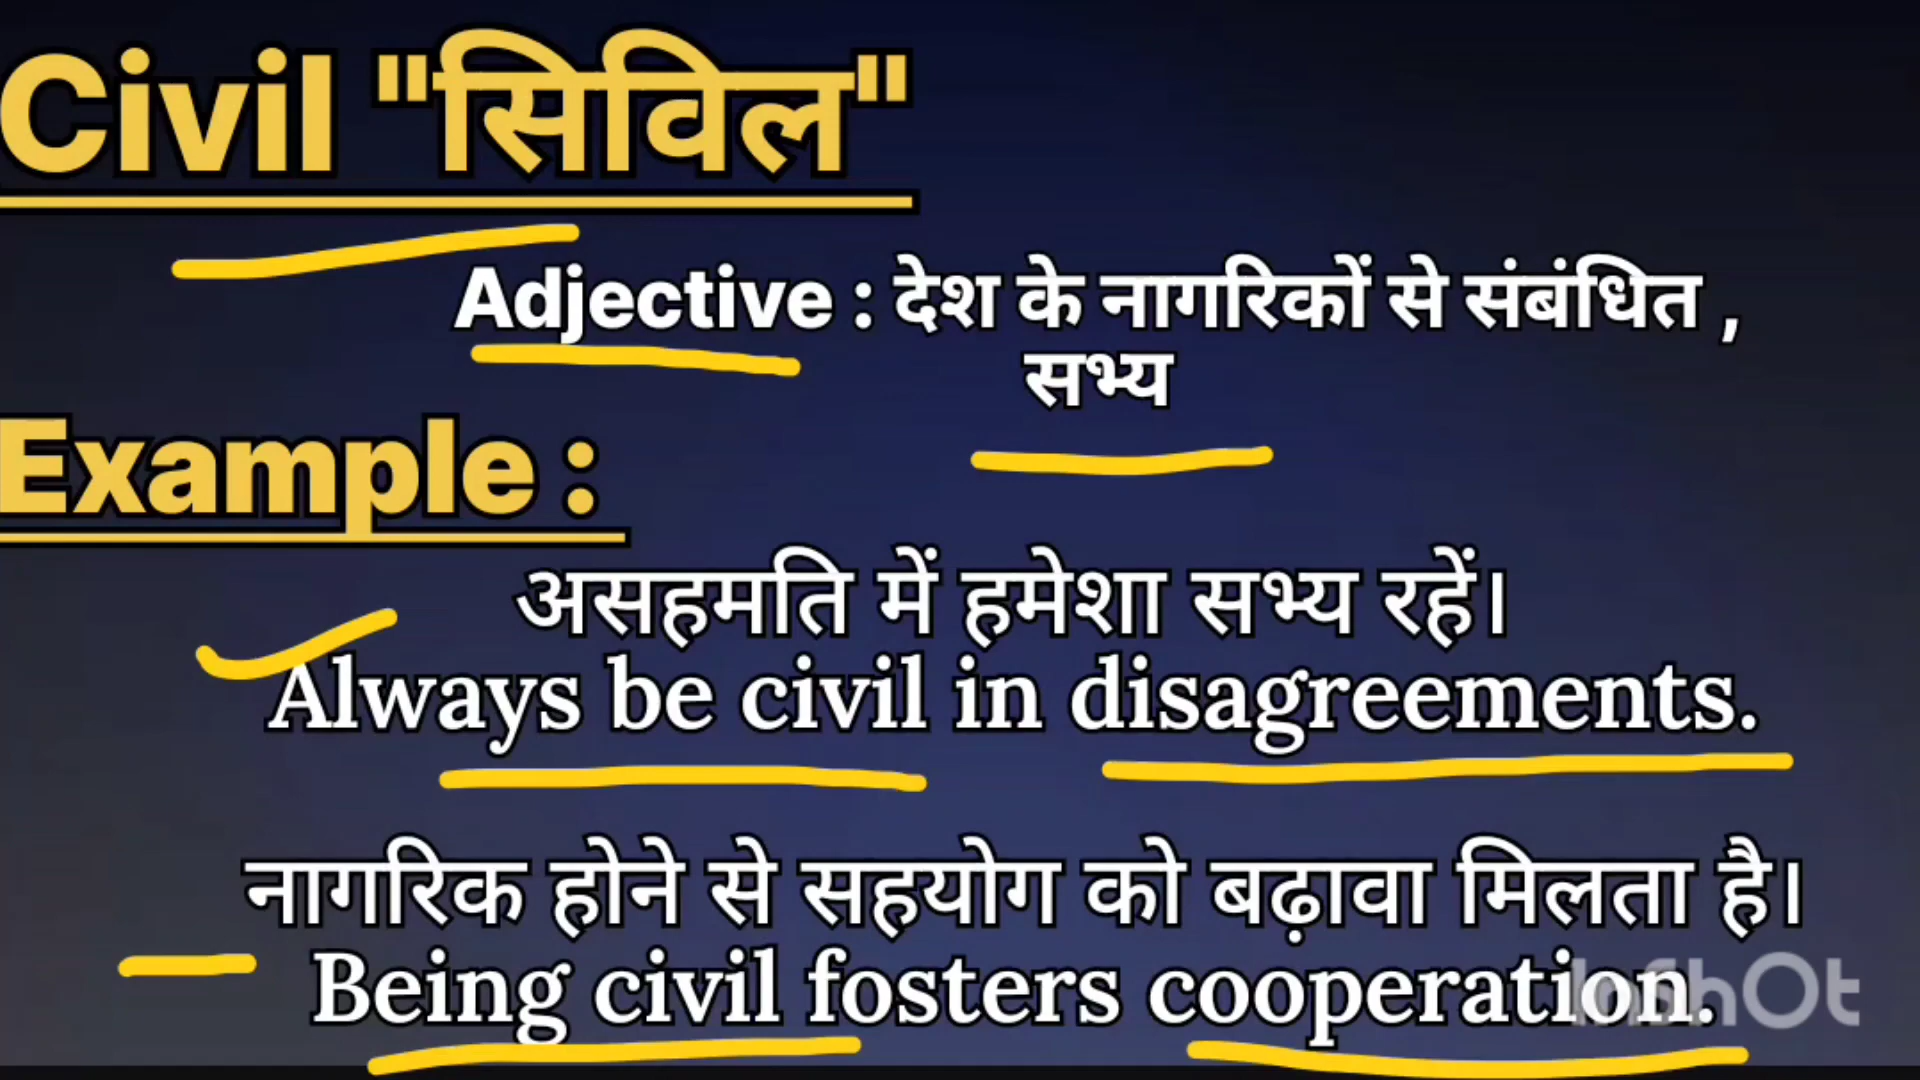 Civil "सिविल"
Adjective : देश के नागरिकों से संबंधित ,
सभ्य
Example :
असहमति में हमेशा सभ्य रहें।
Always be civil in disagreements.
नागरिक होने से सहयोग को बढ़ावा मिलता है।
Being civil fosters cooperation.
InShOt